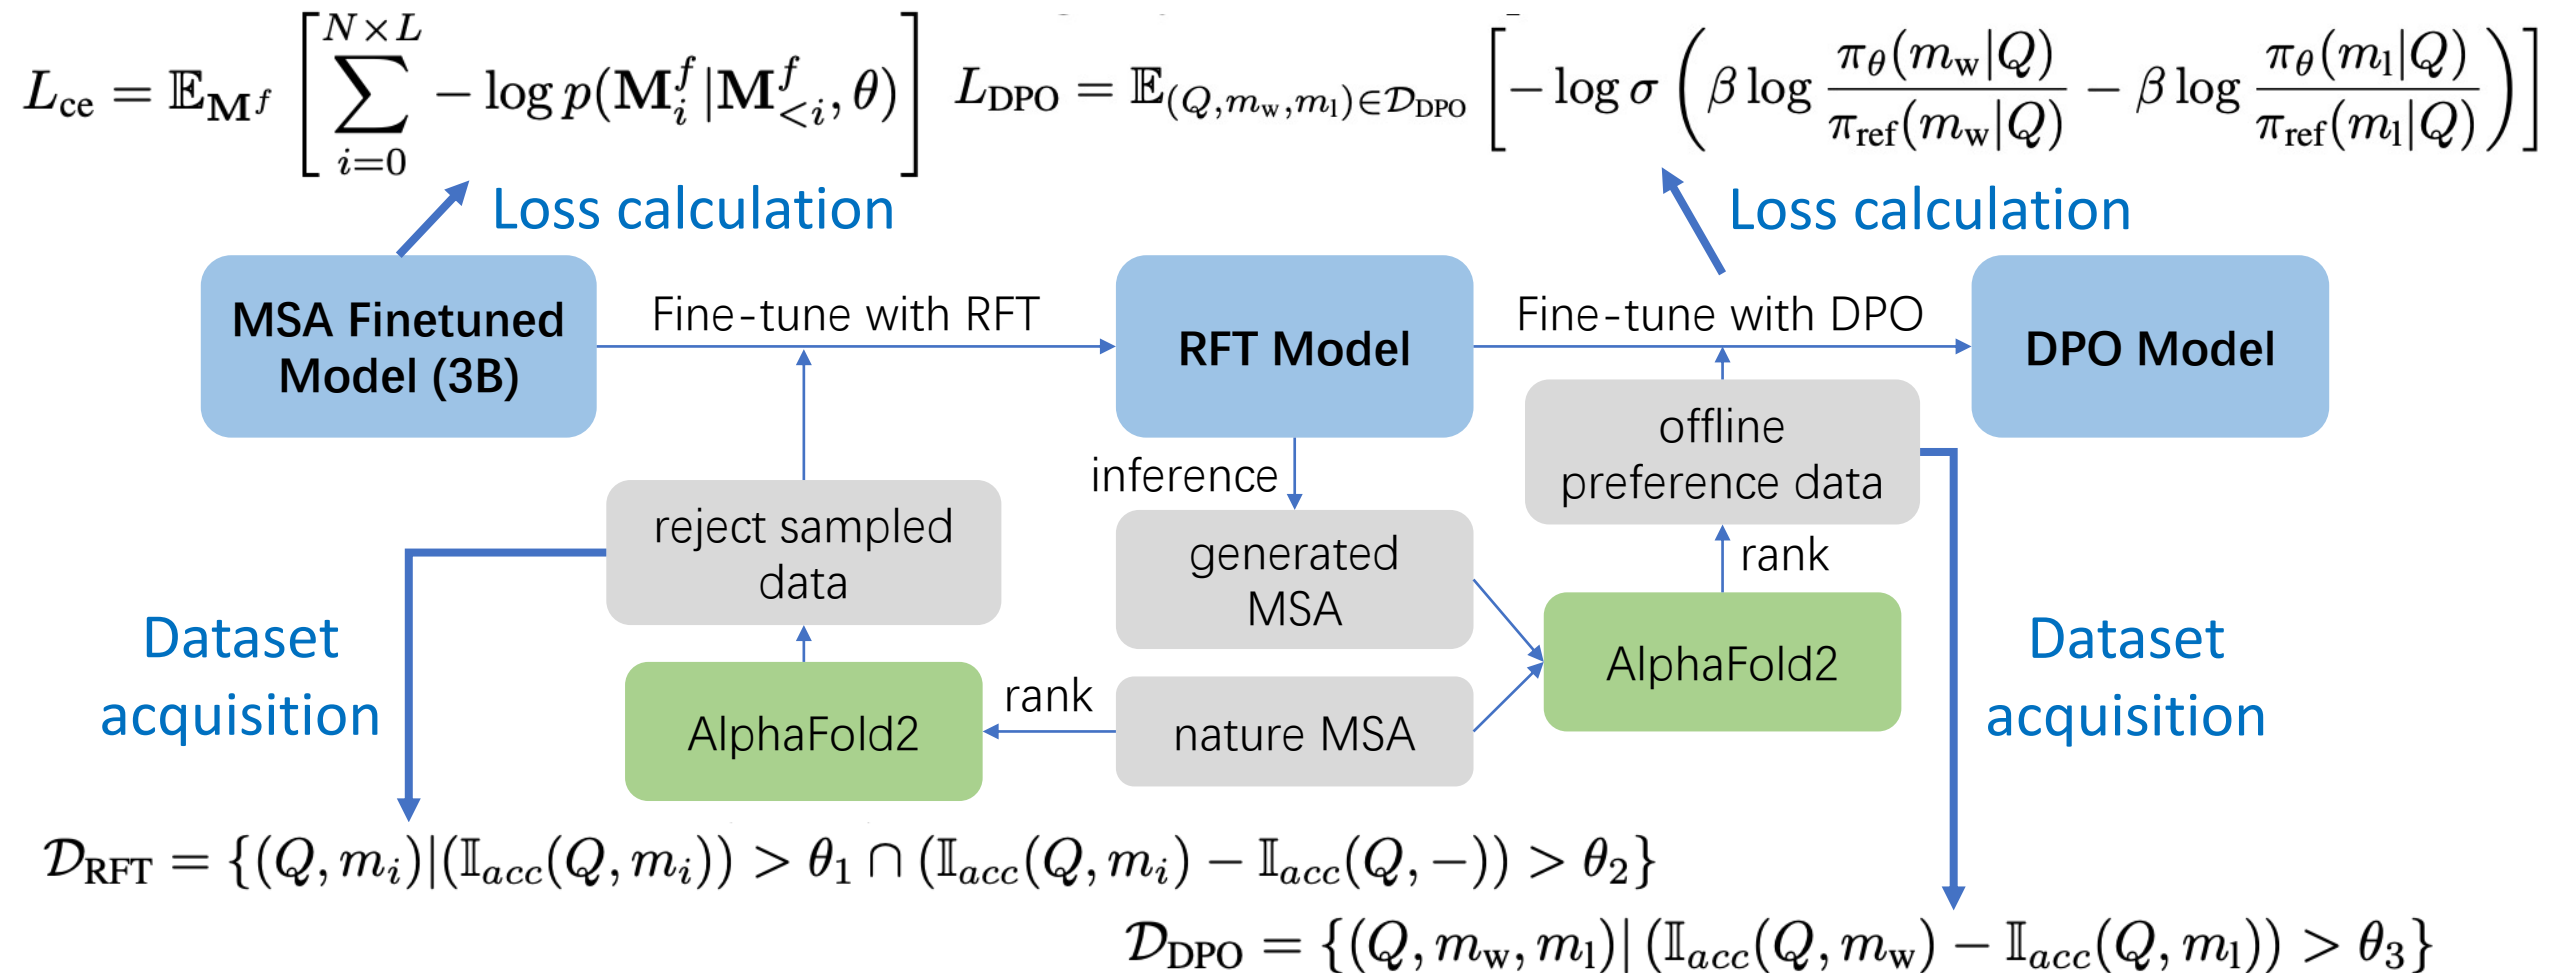 L_ce = 𝔼_{𝐌^f} [ ∑_{i=0}^{N×L} − log p(𝐌_i^f | 𝐌_{<i}^f, θ) ]
L_DPO = 𝔼_{(Q,m_w,m_l)∈𝒟_DPO} [ − log σ ( β log π_θ(m_w|Q) / π_ref(m_w|Q) − β log π_θ(m_l|Q) / π_ref(m_l|Q) ) ]
Loss calculation
Loss calculation
MSA Finetuned
Model (3B)
Fine-tune with RFT
RFT Model
Fine-tune with DPO
DPO Model
offline
preference data
inference
reject sampled
data
generated
MSA
rank
Dataset
acquisition
AlphaFold2
rank
nature MSA
AlphaFold2
Dataset
acquisition
𝒟_RFT = {(Q, m_i)|(𝕀_acc(Q, m_i)) > θ_1 ∩ (𝕀_acc(Q, m_i) − 𝕀_acc(Q, −)) > θ_2}
𝒟_DPO = {(Q, m_w, m_l)| (𝕀_acc(Q, m_w) − 𝕀_acc(Q, m_l)) > θ_3}